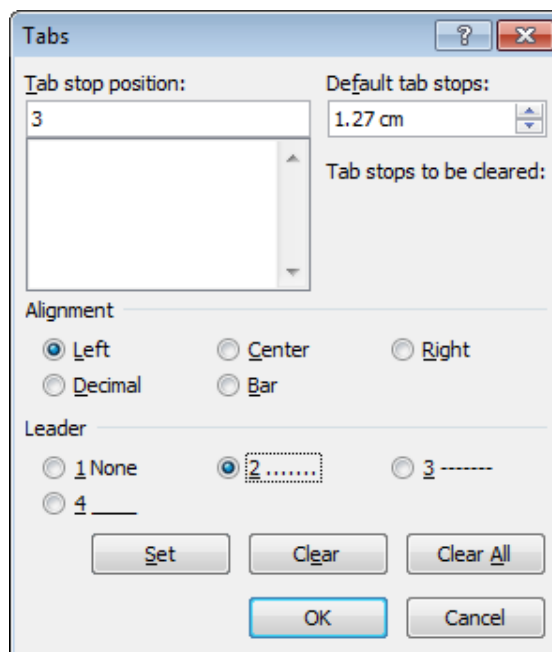 Tabs
Tab stop position: Default tab stops:
3 1.27 cm
Tab stops to be cleared:
Alignment
Left Center Right
Decimal Bar
Leader
1 None 2 ....... 3 -------
4 ____
Set Clear Clear All
OK Cancel